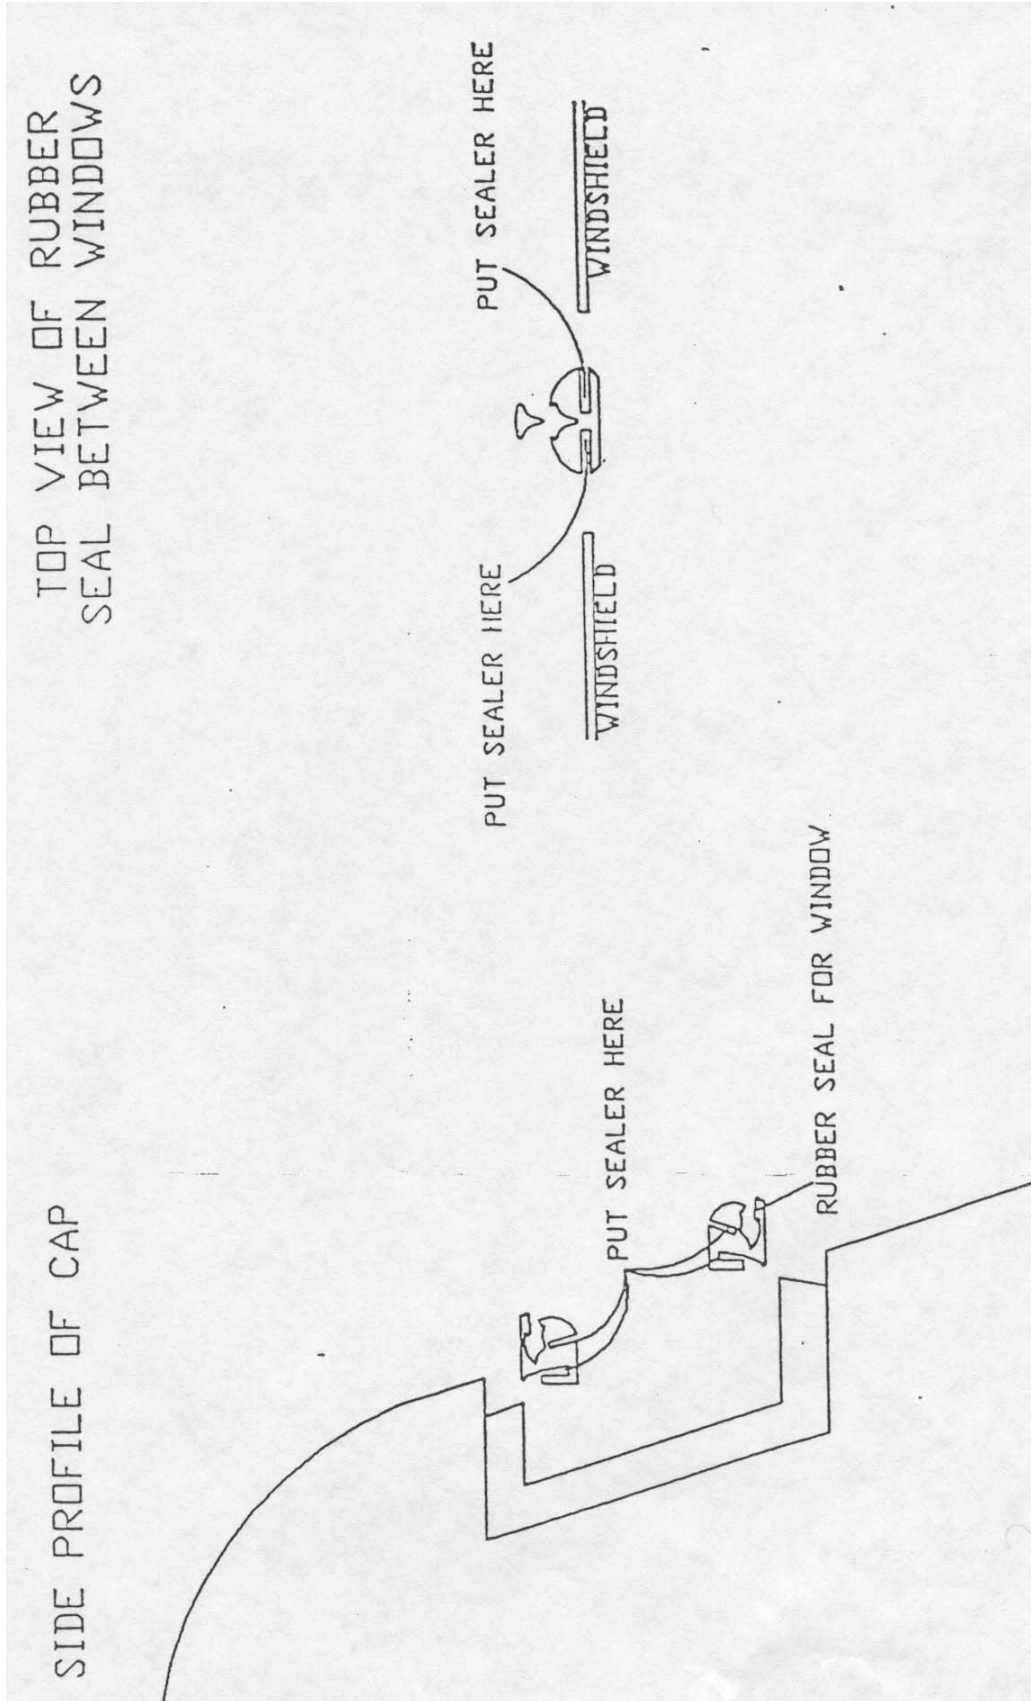 SIDE PROFILE OF CAP
PUT SEALER HERE
RUBBER SEAL FOR WINDOW
TOP VIEW OF RUBBER
SEAL BETWEEN WINDOWS
PUT SEALER HERE
PUT SEALER HERE
WINDSHIELD
WINDSHIELD